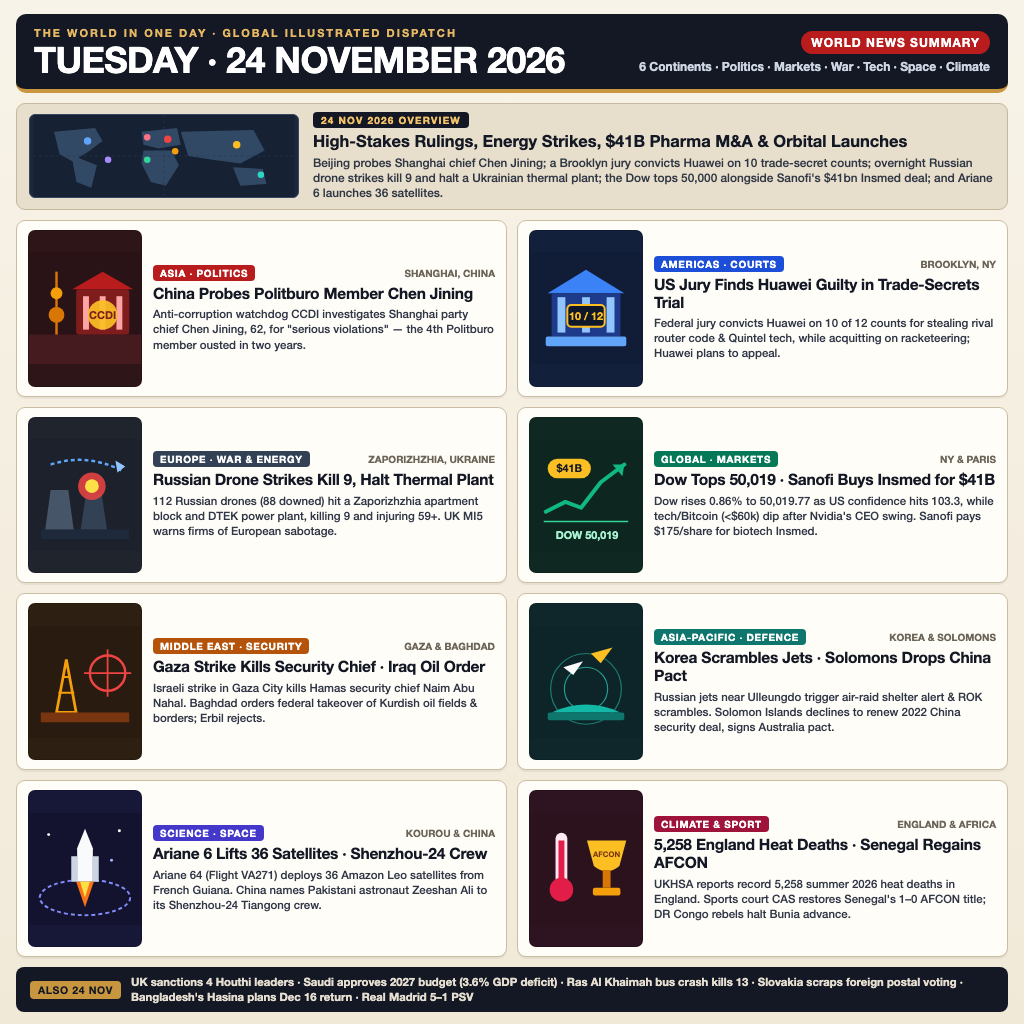 THE WORLD IN ONE DAY · GLOBAL ILLUSTRATED DISPATCH
TUESDAY · 24 NOVEMBER 2026
WORLD NEWS SUMMARY
6 Continents · Politics · Markets · War · Tech · Space · Climate
24 NOV 2026 OVERVIEW
High-Stakes Rulings, Energy Strikes, $41B Pharma M&A & Orbital Launches
Beijing probes Shanghai chief Chen Jining; a Brooklyn jury convicts Huawei on 10 trade-secret counts; overnight Russian
drone strikes kill 9 and halt a Ukrainian thermal plant; the Dow tops 50,000 alongside Sanofi's $41bn Insmed deal; and Ariane
6 launches 36 satellites.
CCDI
ASIA · POLITICS
SHANGHAI, CHINA
China Probes Politburo Member Chen Jining
Anti-corruption watchdog CCDI investigates Shanghai party
chief Chen Jining, 62, for "serious violations" — the 4th Politburo
member ousted in two years.
10 / 12
AMERICAS · COURTS
BROOKLYN, NY
US Jury Finds Huawei Guilty in Trade-Secrets
Trial
Federal jury convicts Huawei on 10 of 12 counts for stealing rival
router code & Quintel tech, while acquitting on racketeering;
Huawei plans to appeal.
EUROPE · WAR & ENERGY
ZAPORIZHZHIA, UKRAINE
Russian Drone Strikes Kill 9, Halt Thermal Plant
112 Russian drones (88 downed) hit a Zaporizhzhia apartment
block and DTEK power plant, killing 9 and injuring 59+. UK MI5
warns firms of European sabotage.
$41B
DOW 50,019
GLOBAL · MARKETS
NY & PARIS
Dow Tops 50,019 · Sanofi Buys Insmed for $41B
Dow rises 0.86% to 50,019.77 as US confidence hits 103.3, while
tech/Bitcoin (<$60k) dip after Nvidia's CEO swing. Sanofi pays
$175/share for biotech Insmed.
MIDDLE EAST · SECURITY
GAZA & BAGHDAD
Gaza Strike Kills Security Chief · Iraq Oil Order
Israeli strike in Gaza City kills Hamas security chief Naim Abu
Nahal. Baghdad orders federal takeover of Kurdish oil fields &
borders; Erbil rejects.
ASIA-PACIFIC · DEFENCE
KOREA & SOLOMONS
Korea Scrambles Jets · Solomons Drops China
Pact
Russian jets near Ulleungdo trigger air-raid shelter alert & ROK
scrambles. Solomon Islands declines to renew 2022 China
security deal, signs Australia pact.
SCIENCE · SPACE
KOUROU & CHINA
Ariane 6 Lifts 36 Satellites · Shenzhou-24 Crew
Ariane 64 (Flight VA271) deploys 36 Amazon Leo satellites from
French Guiana. China names Pakistani astronaut Zeeshan Ali to
its Shenzhou-24 Tiangong crew.
AFCON
CLIMATE & SPORT
ENGLAND & AFRICA
5,258 England Heat Deaths · Senegal Regains
AFCON
UKHSA reports record 5,258 summer 2026 heat deaths in
England. Sports court CAS restores Senegal's 1–0 AFCON title;
DR Congo rebels halt Bunia advance.
ALSO 24 NOV
UK sanctions 4 Houthi leaders · Saudi approves 2027 budget (3.6% GDP deficit) · Ras Al Khaimah bus crash kills 13 · Slovakia scraps foreign postal voting ·
Bangladesh's Hasina plans Dec 16 return · Real Madrid 5–1 PSV